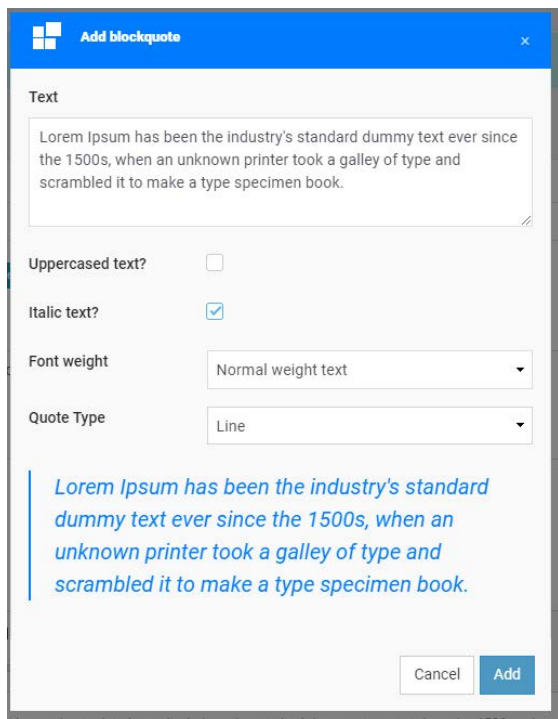 Add blockquote
×
Text
Lorem Ipsum has been the industry's standard dummy text ever since
the 1500s, when an unknown printer took a galley of type and
scrambled it to make a type specimen book.
Uppercased text?
Italic text?
Font weight
Normal weight text
Quote Type
Line
Lorem Ipsum has been the industry's standard
dummy text ever since the 1500s, when an
unknown printer took a galley of type and
scrambled it to make a type specimen book.
Cancel
Add